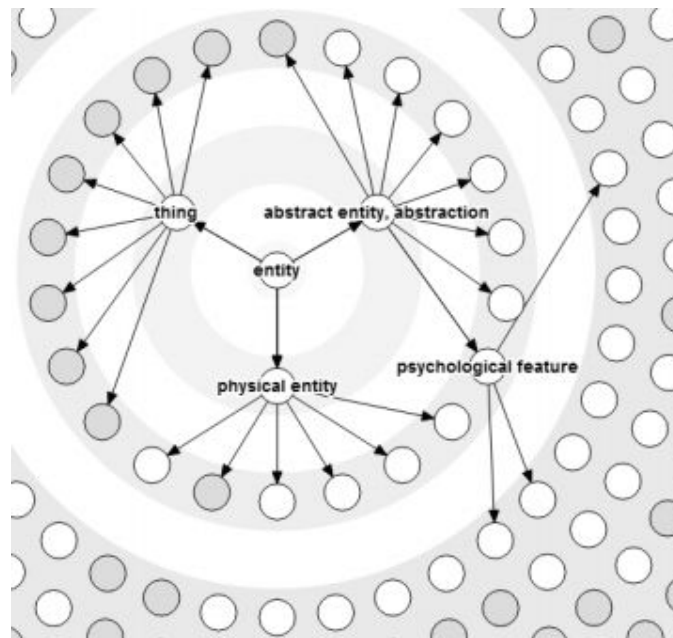 thing
abstract entity, abstraction
entity
psychological feature
physical entity